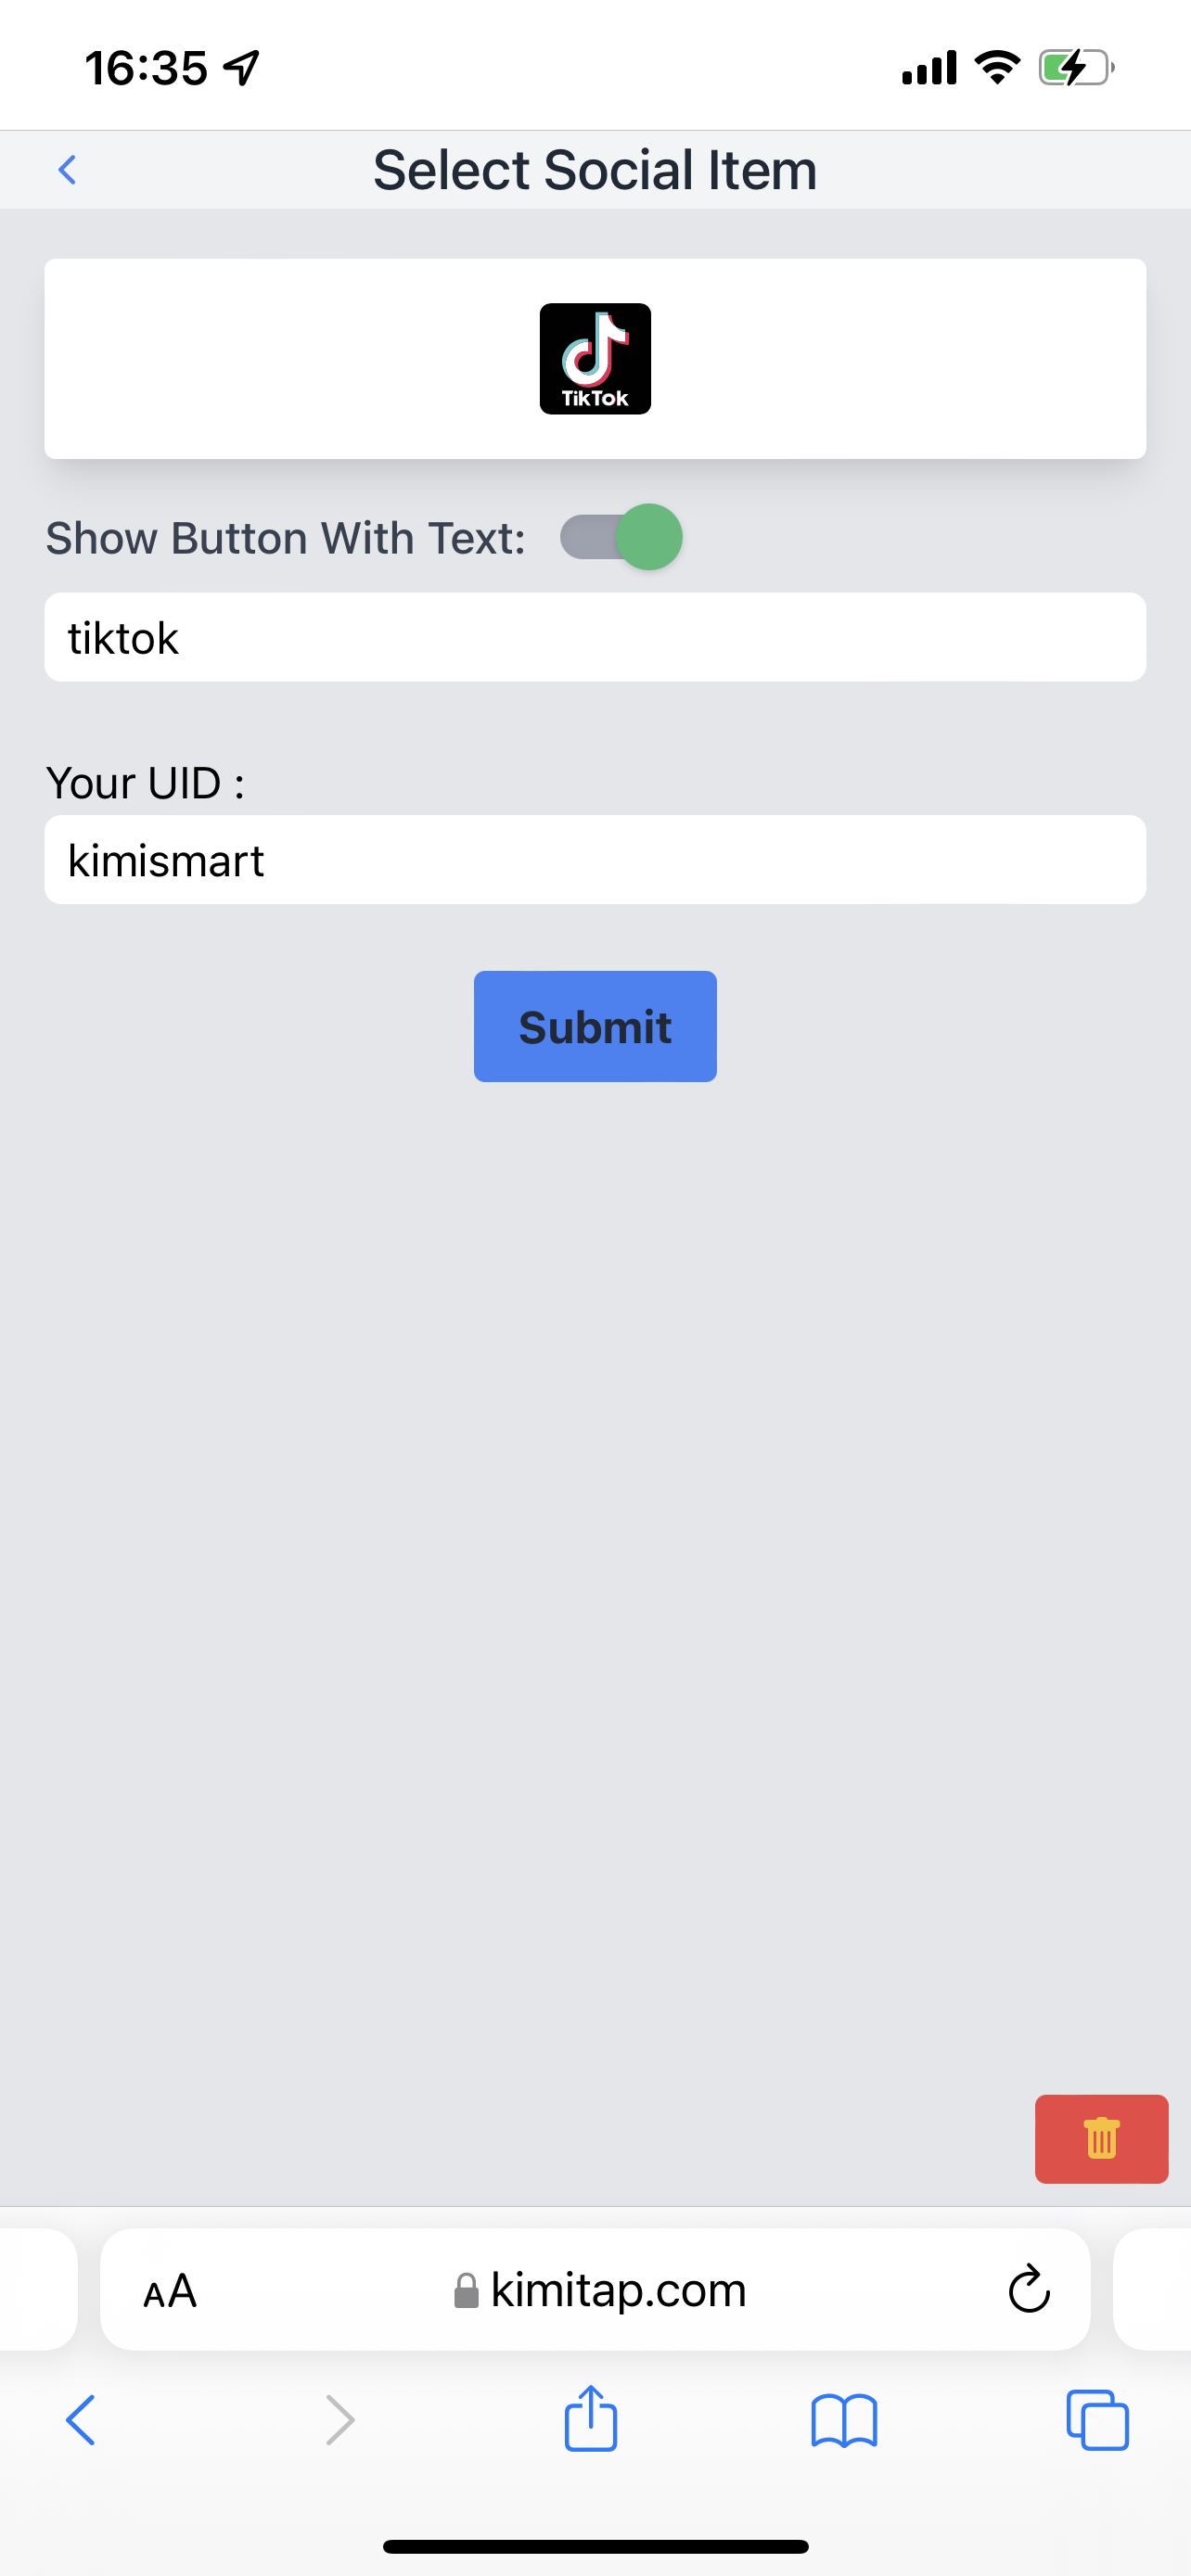 16:35
Select Social Item
TikTok
Show Button With Text:
tiktok
Your UID :
kimismart
Submit
AA
kimitap.com